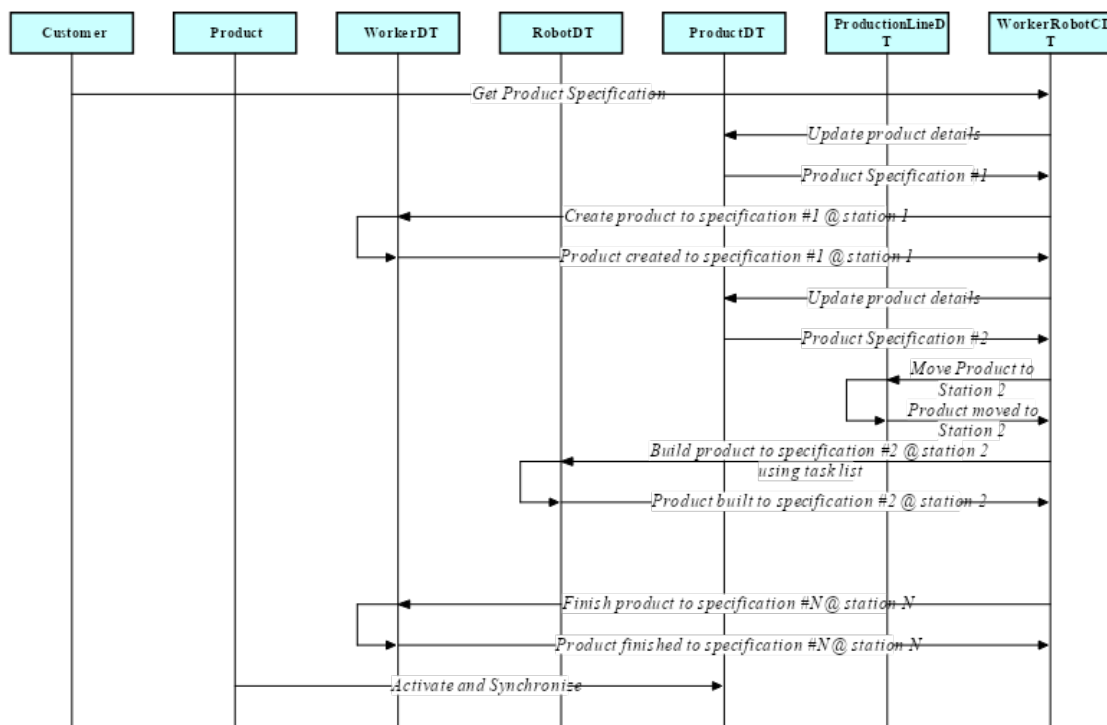 Customer
Product
WorkerDT
RobotDT
ProductDT
ProductionLineD
T
WorkerRobotCD
T
Get Product Specification
Update product details
Product Specification #1
Create product to specification #1 @ station 1
Product created to specification #1 @ station 1
Update product details
Product Specification #2
Move Product to
Station 2
Product moved to
Station 2
Build product to specification #2 @ station 2
using task list
Product built to specification #2 @ station 2
Finish product to specification #N @ station N
Product finished to specification #N @ station N
Activate and Synchronize